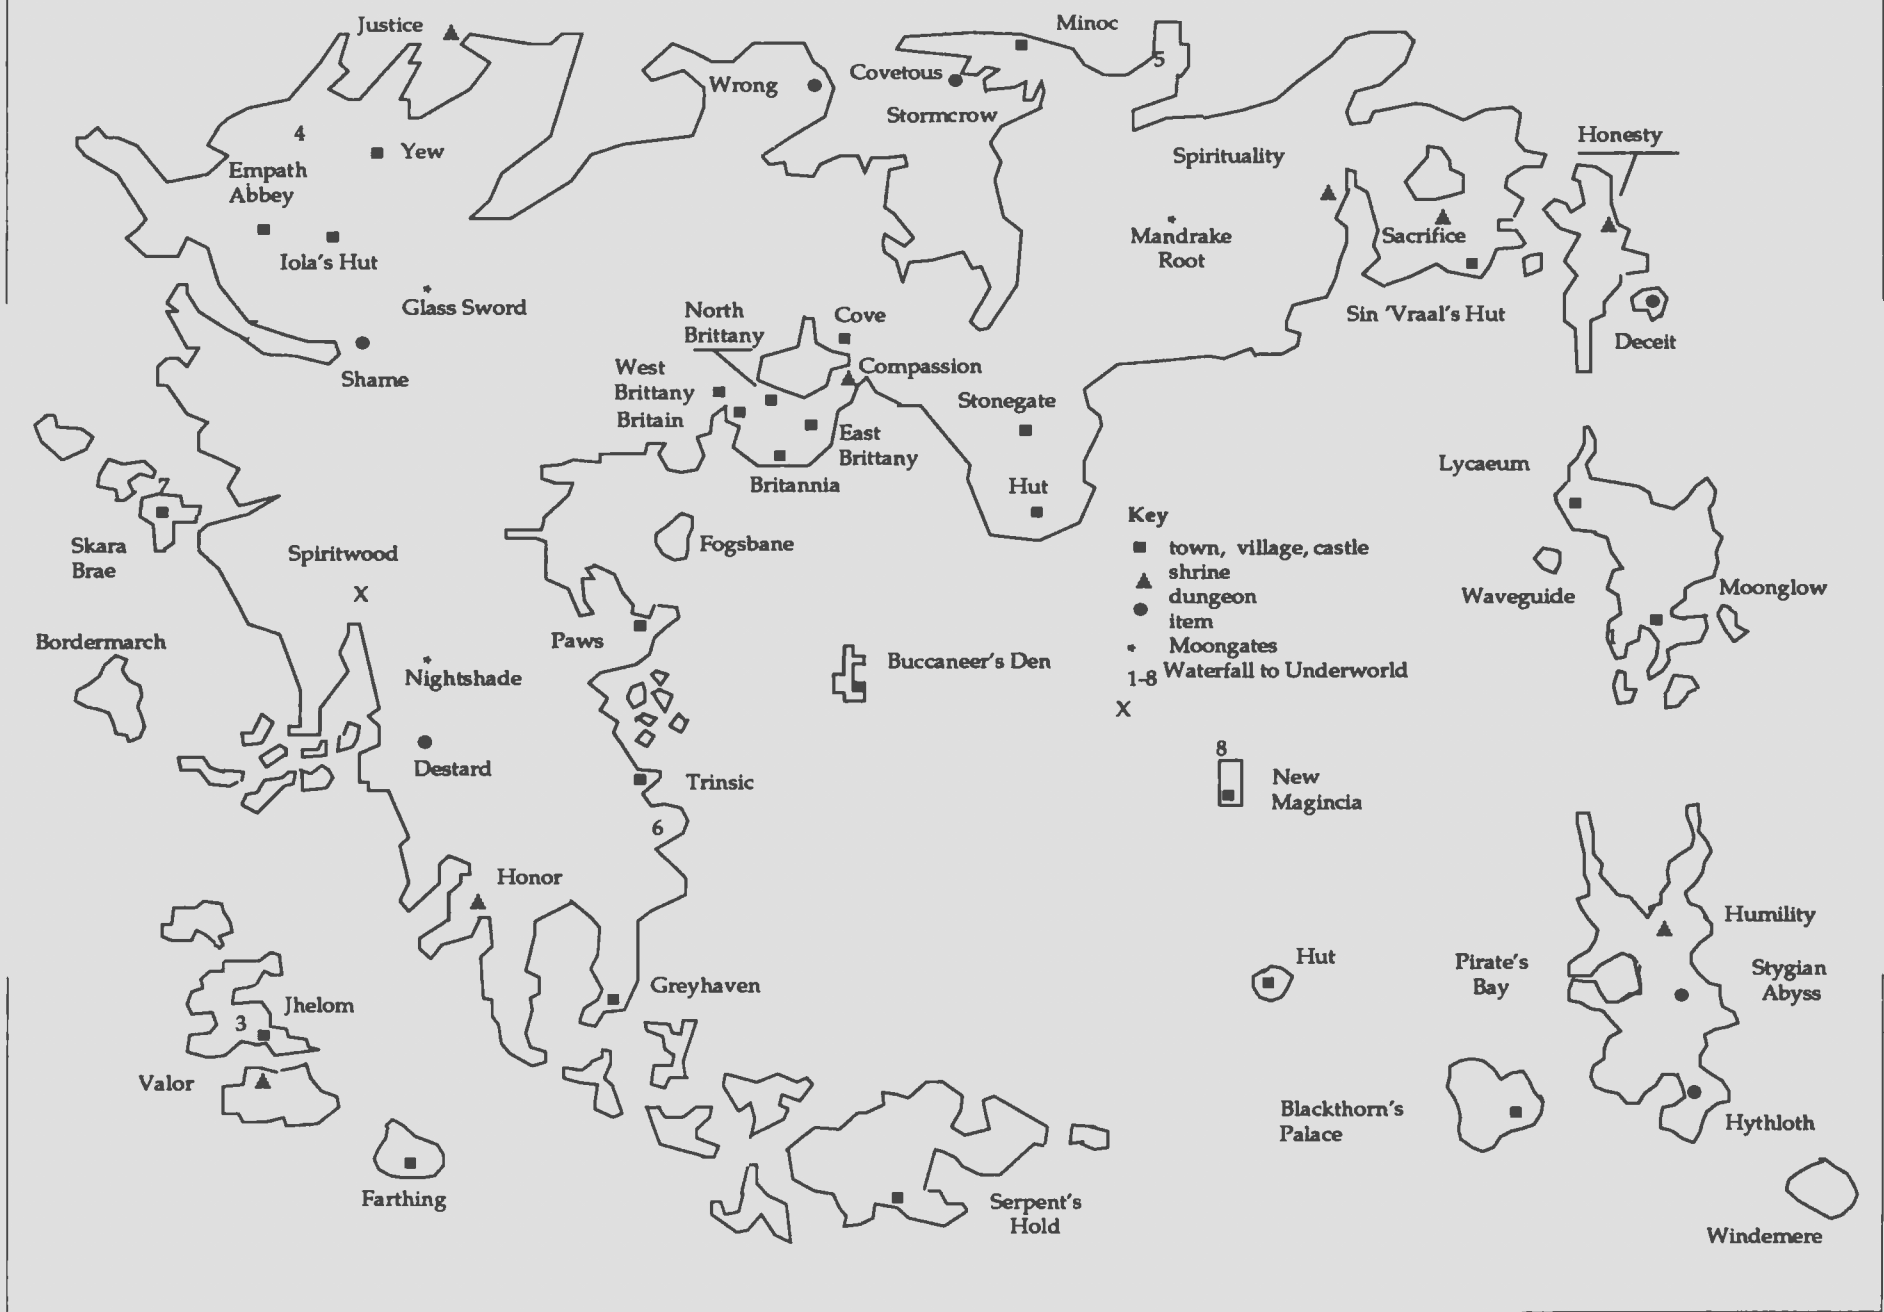 Justice
Minoc
5
Wrong
Covetous
Stormcrow
4
Yew
Empath
Abbey
Iola's Hut
Glass Sword
Shame
Spirituality
Honesty
Mandrake
Root
Sacrifice
Sin 'Vraal's Hut
Deceit
North
Brittany
Cove
West
Brittany
Britain
Compassion
East
Brittany
Britannia
Stonegate
Hut
Lycaeum
7
Skara
Brae
Spiritwood
X
Fogsbane
Key
town, village, castle
shrine
dungeon
item
Moongates
1-8 Waterfall to Underworld
X
Waveguide
Moonglow
1
Bordermarch
Nightshade
Paws
Buccaneer's Den
Destard
Trinsic
6
8
New
Magincia
Honor
Greyhaven
Hut
Pirate's
Bay
Humility
Stygian
Abyss
Jhelom
3
Valor
Farthing
Serpent's
Hold
Blackthorn's
Palace
Hythloth
Windemere